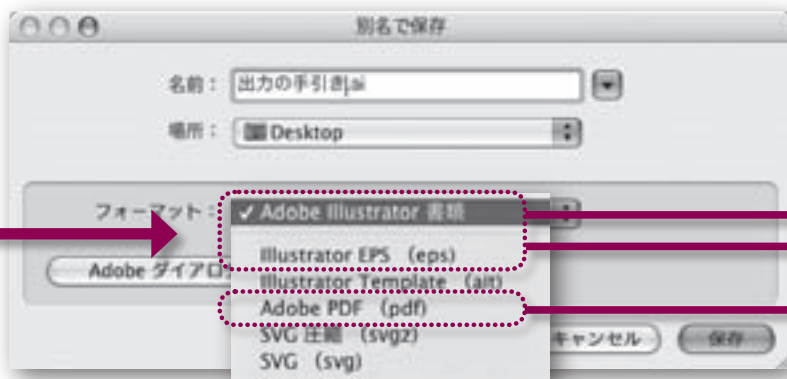 別名で保存
名前： 出力の手引き.ai
場所： Desktop
フォーマット： ✓ Adobe Illustrator 書類
Illustrator EPS （eps）
Adobe ダイアロ
Illustrator Template （ait）
Adobe PDF （pdf）
SVG 圧縮 （svgz）
キャンセル 保存
SVG （svg）